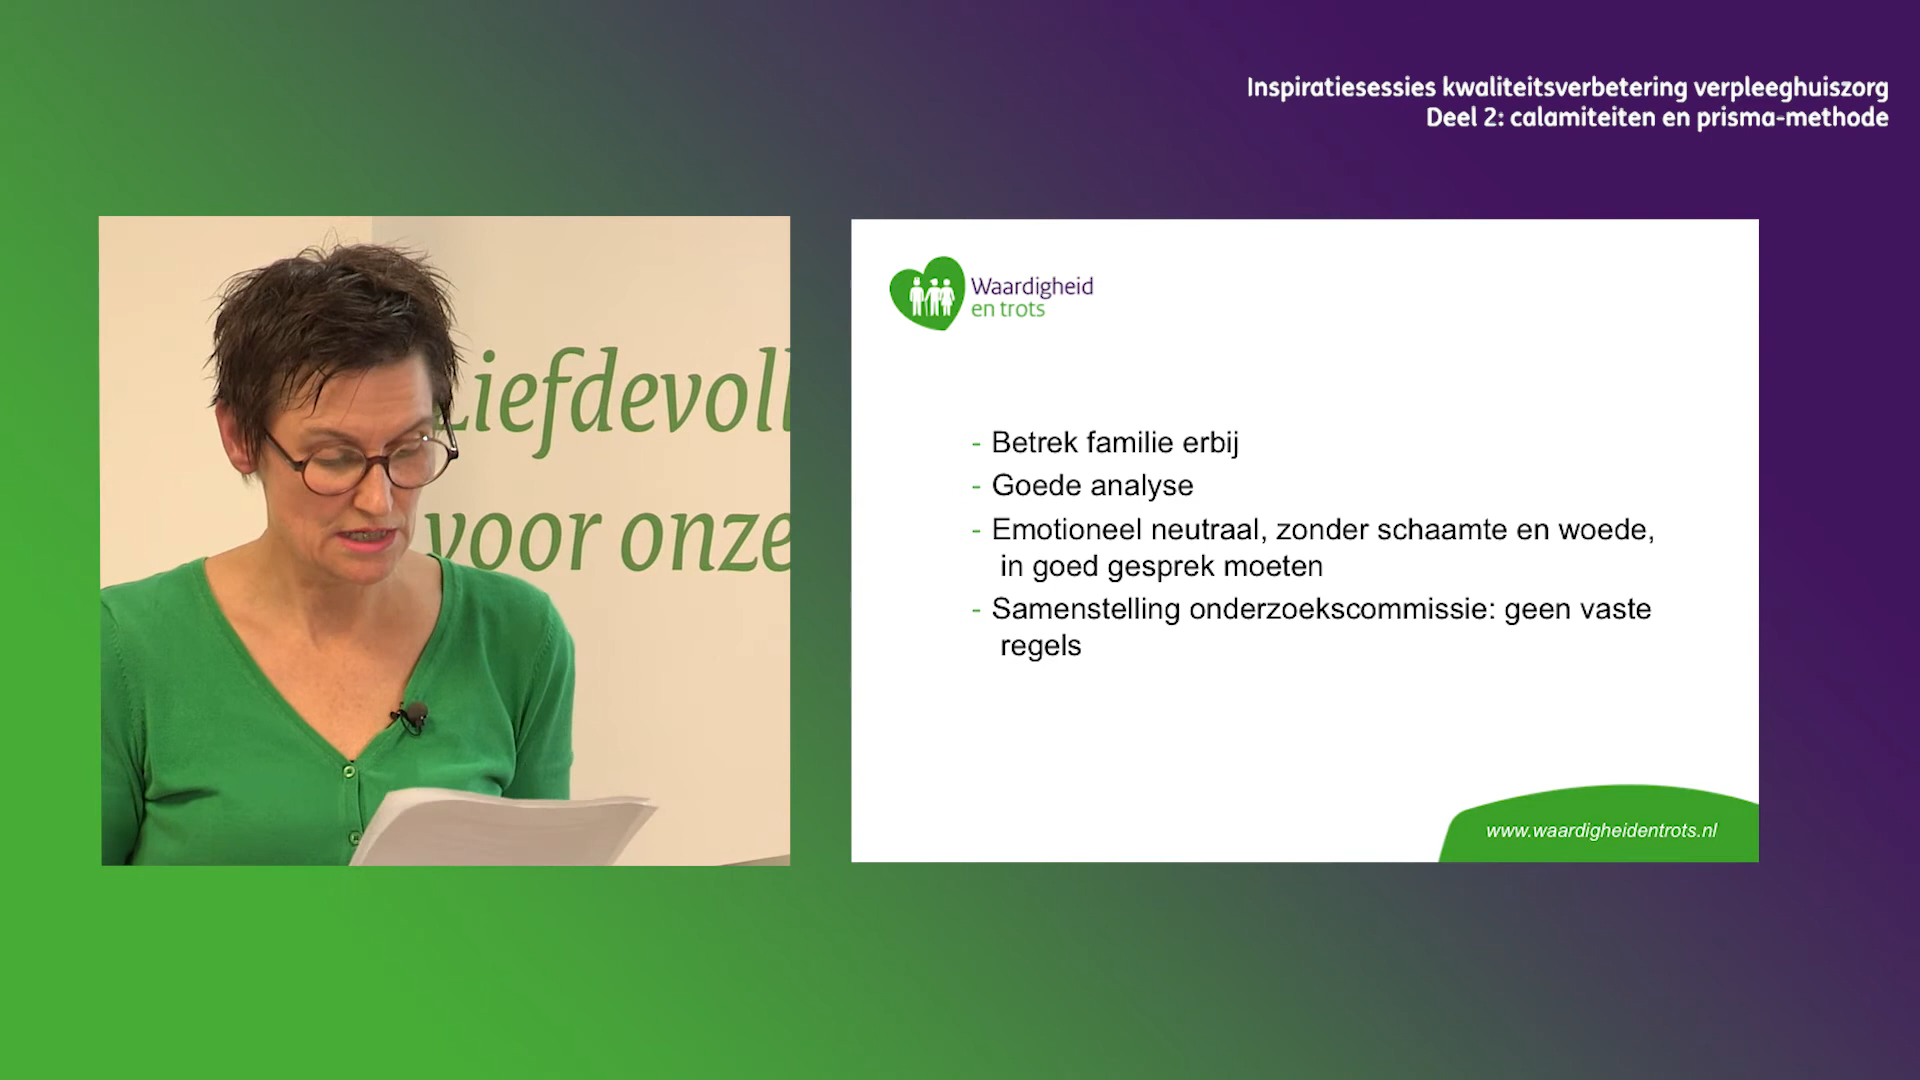 Inspiratiesessies kwaliteitsverbetering verpleeghuiszorg
Deel 2: calamiteiten en prisma-methode
Liefdevoll
voor onze
Waardigheid
en trots
- Betrek familie erbij
- Goede analyse
- Emotioneel neutraal, zonder schaamte en woede,
in goed gesprek moeten
- Samenstelling onderzoekscommissie: geen vaste
regels
www.waardigheidentrots.nl